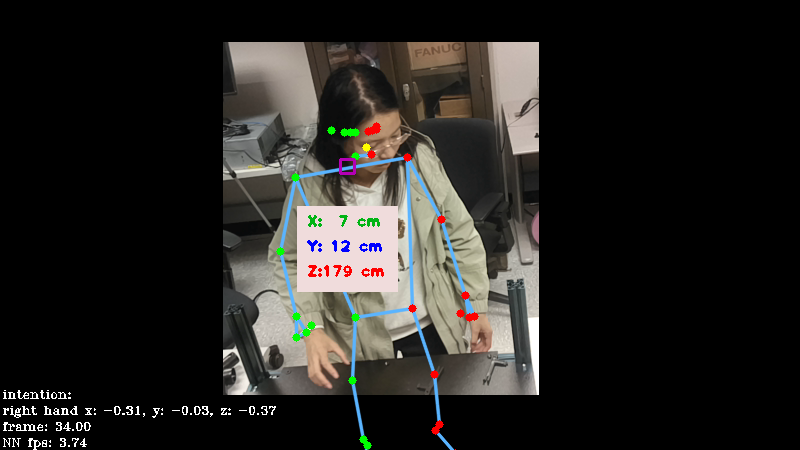 FANUC
X: 7 cm
Y: 12 cm
Z:179 cm
intention:
right hand x: -0.31, y: -0.03, z: -0.37
frame: 34.00
NN fps: 3.74